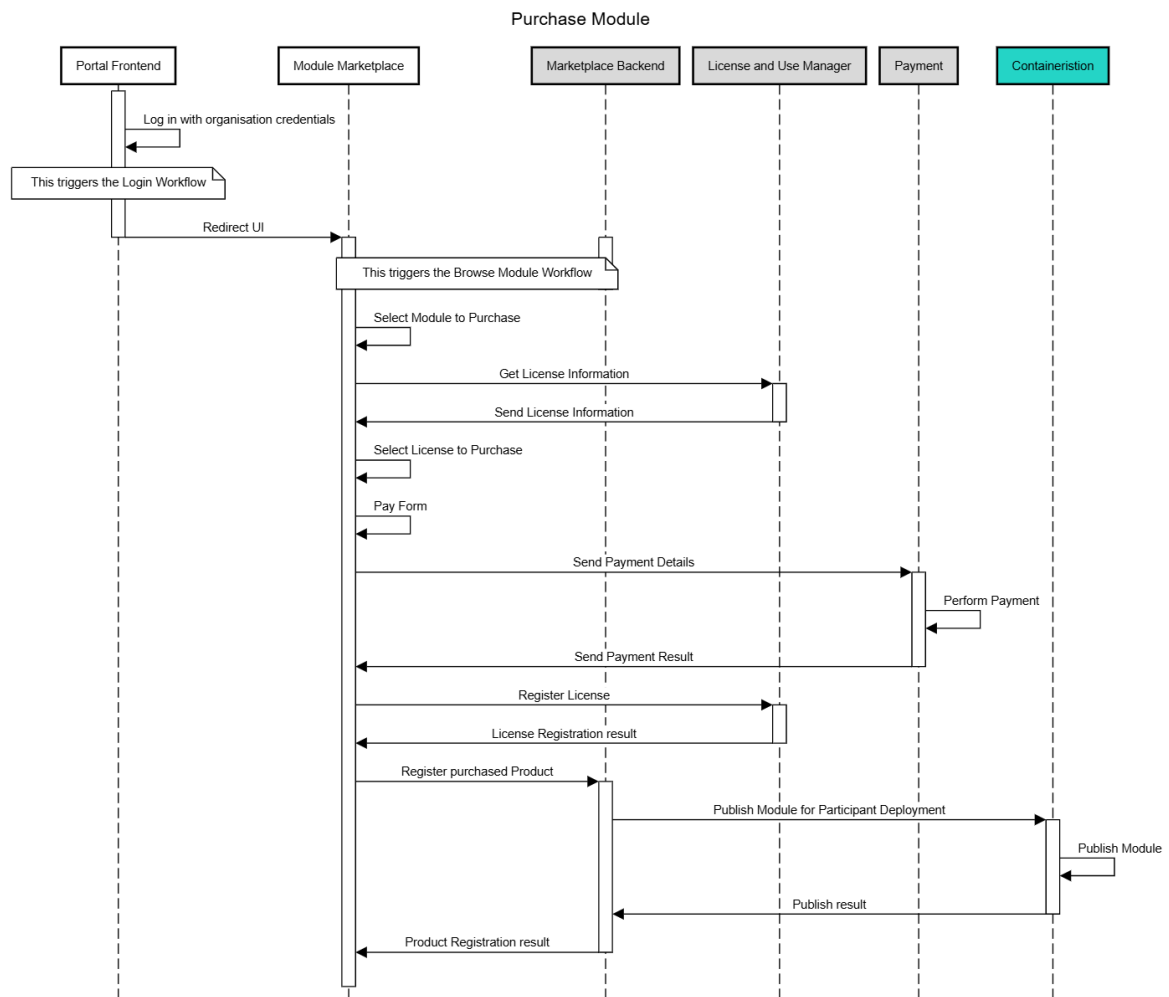 Purchase Module
Portal Frontend
Module Marketplace
Marketplace Backend
License and Use Manager
Payment
Containeristion
Log in with organisation credentials
This triggers the Login Workflow
Redirect UI
This triggers the Browse Module Workflow
Select Module to Purchase
Get License Information
Send License Information
Select License to Purchase
Pay Form
Send Payment Details
Perform Payment
Send Payment Result
Register License
License Registration result
Register purchased Product
Publish Module for Participant Deployment
Publish Module
Publish result
Product Registration result